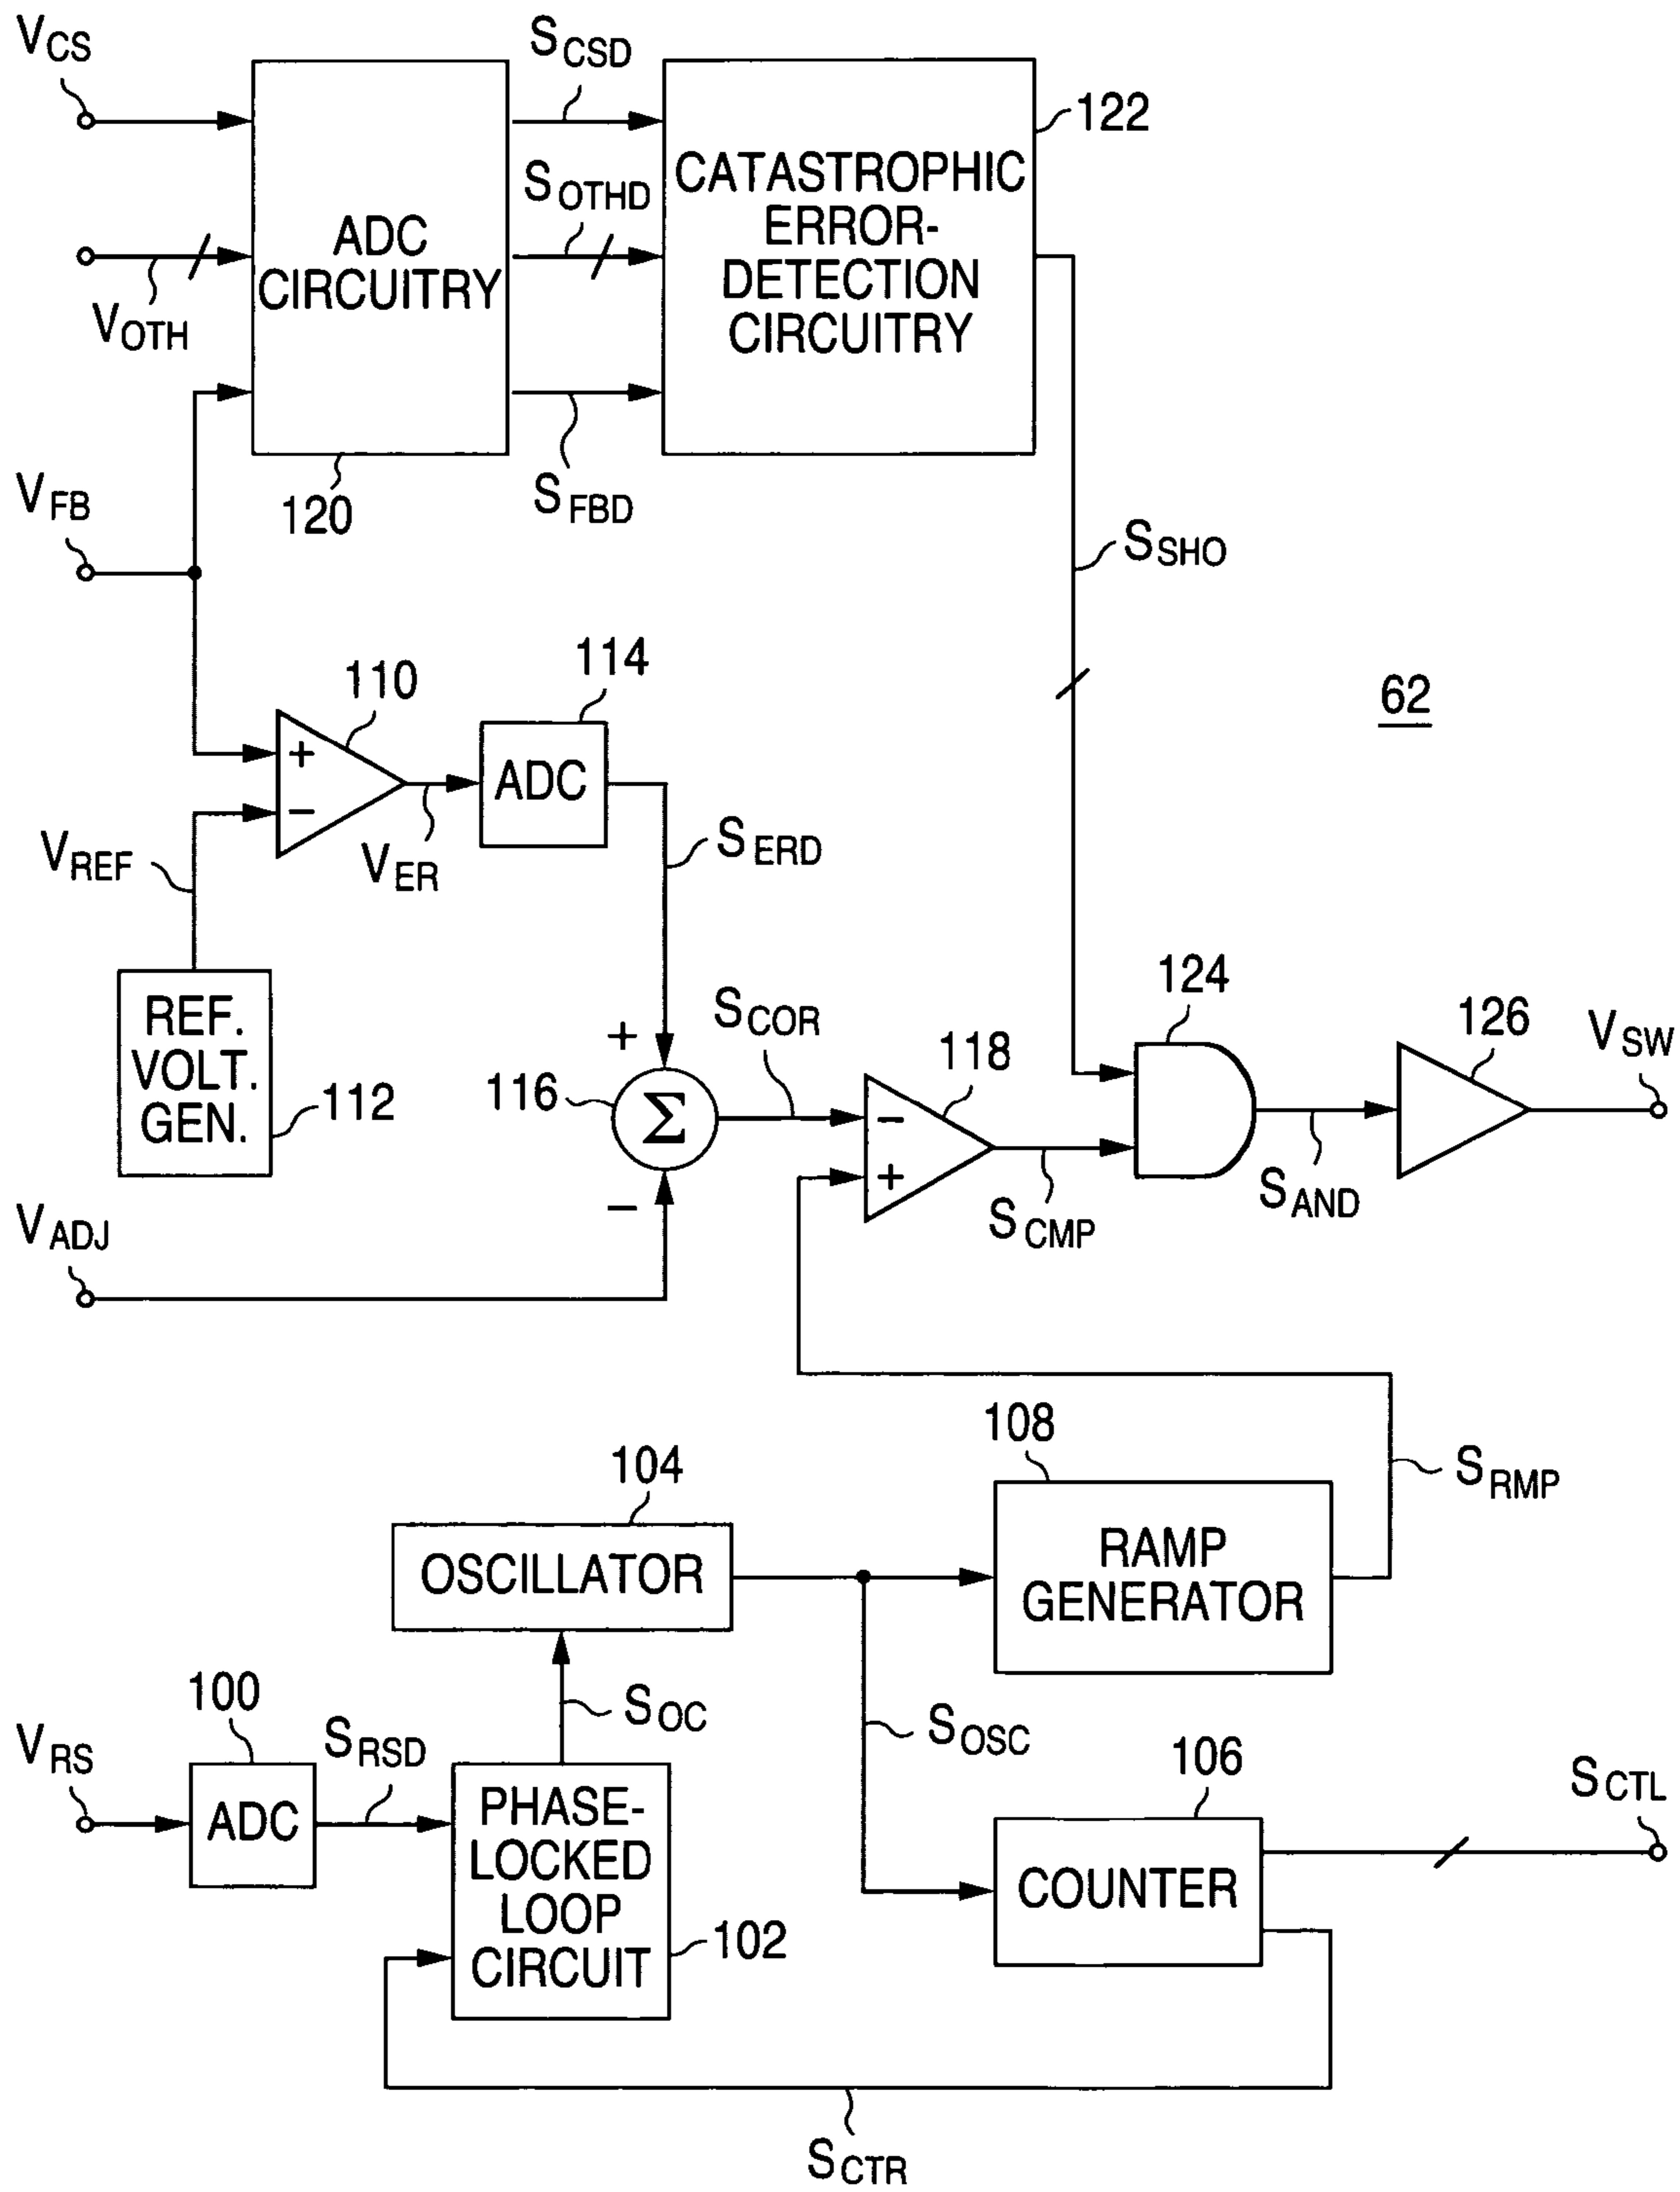 VCS
SCSD
122
SOTHD
CATASTROPHIC
ERROR-
DETECTION
CIRCUITRY
ADC
CIRCUITRY
VOTH
VFB
120
SFBD
SSHO
114
110
62
+
ADC
−
VREF
VER
SERD
124
REF.
VOLT.
GEN.
SCOR
126
VSW
+
118
112
116
Σ
−
+
SAND
VADJ
−
SCMP
108
104
SRMP
OSCILLATOR
RAMP
GENERATOR
100
SOC
VRS
SRSD
SOSC
106
SCTL
ADC
PHASE-
LOCKED
LOOP
CIRCUIT
COUNTER
102
SCTR